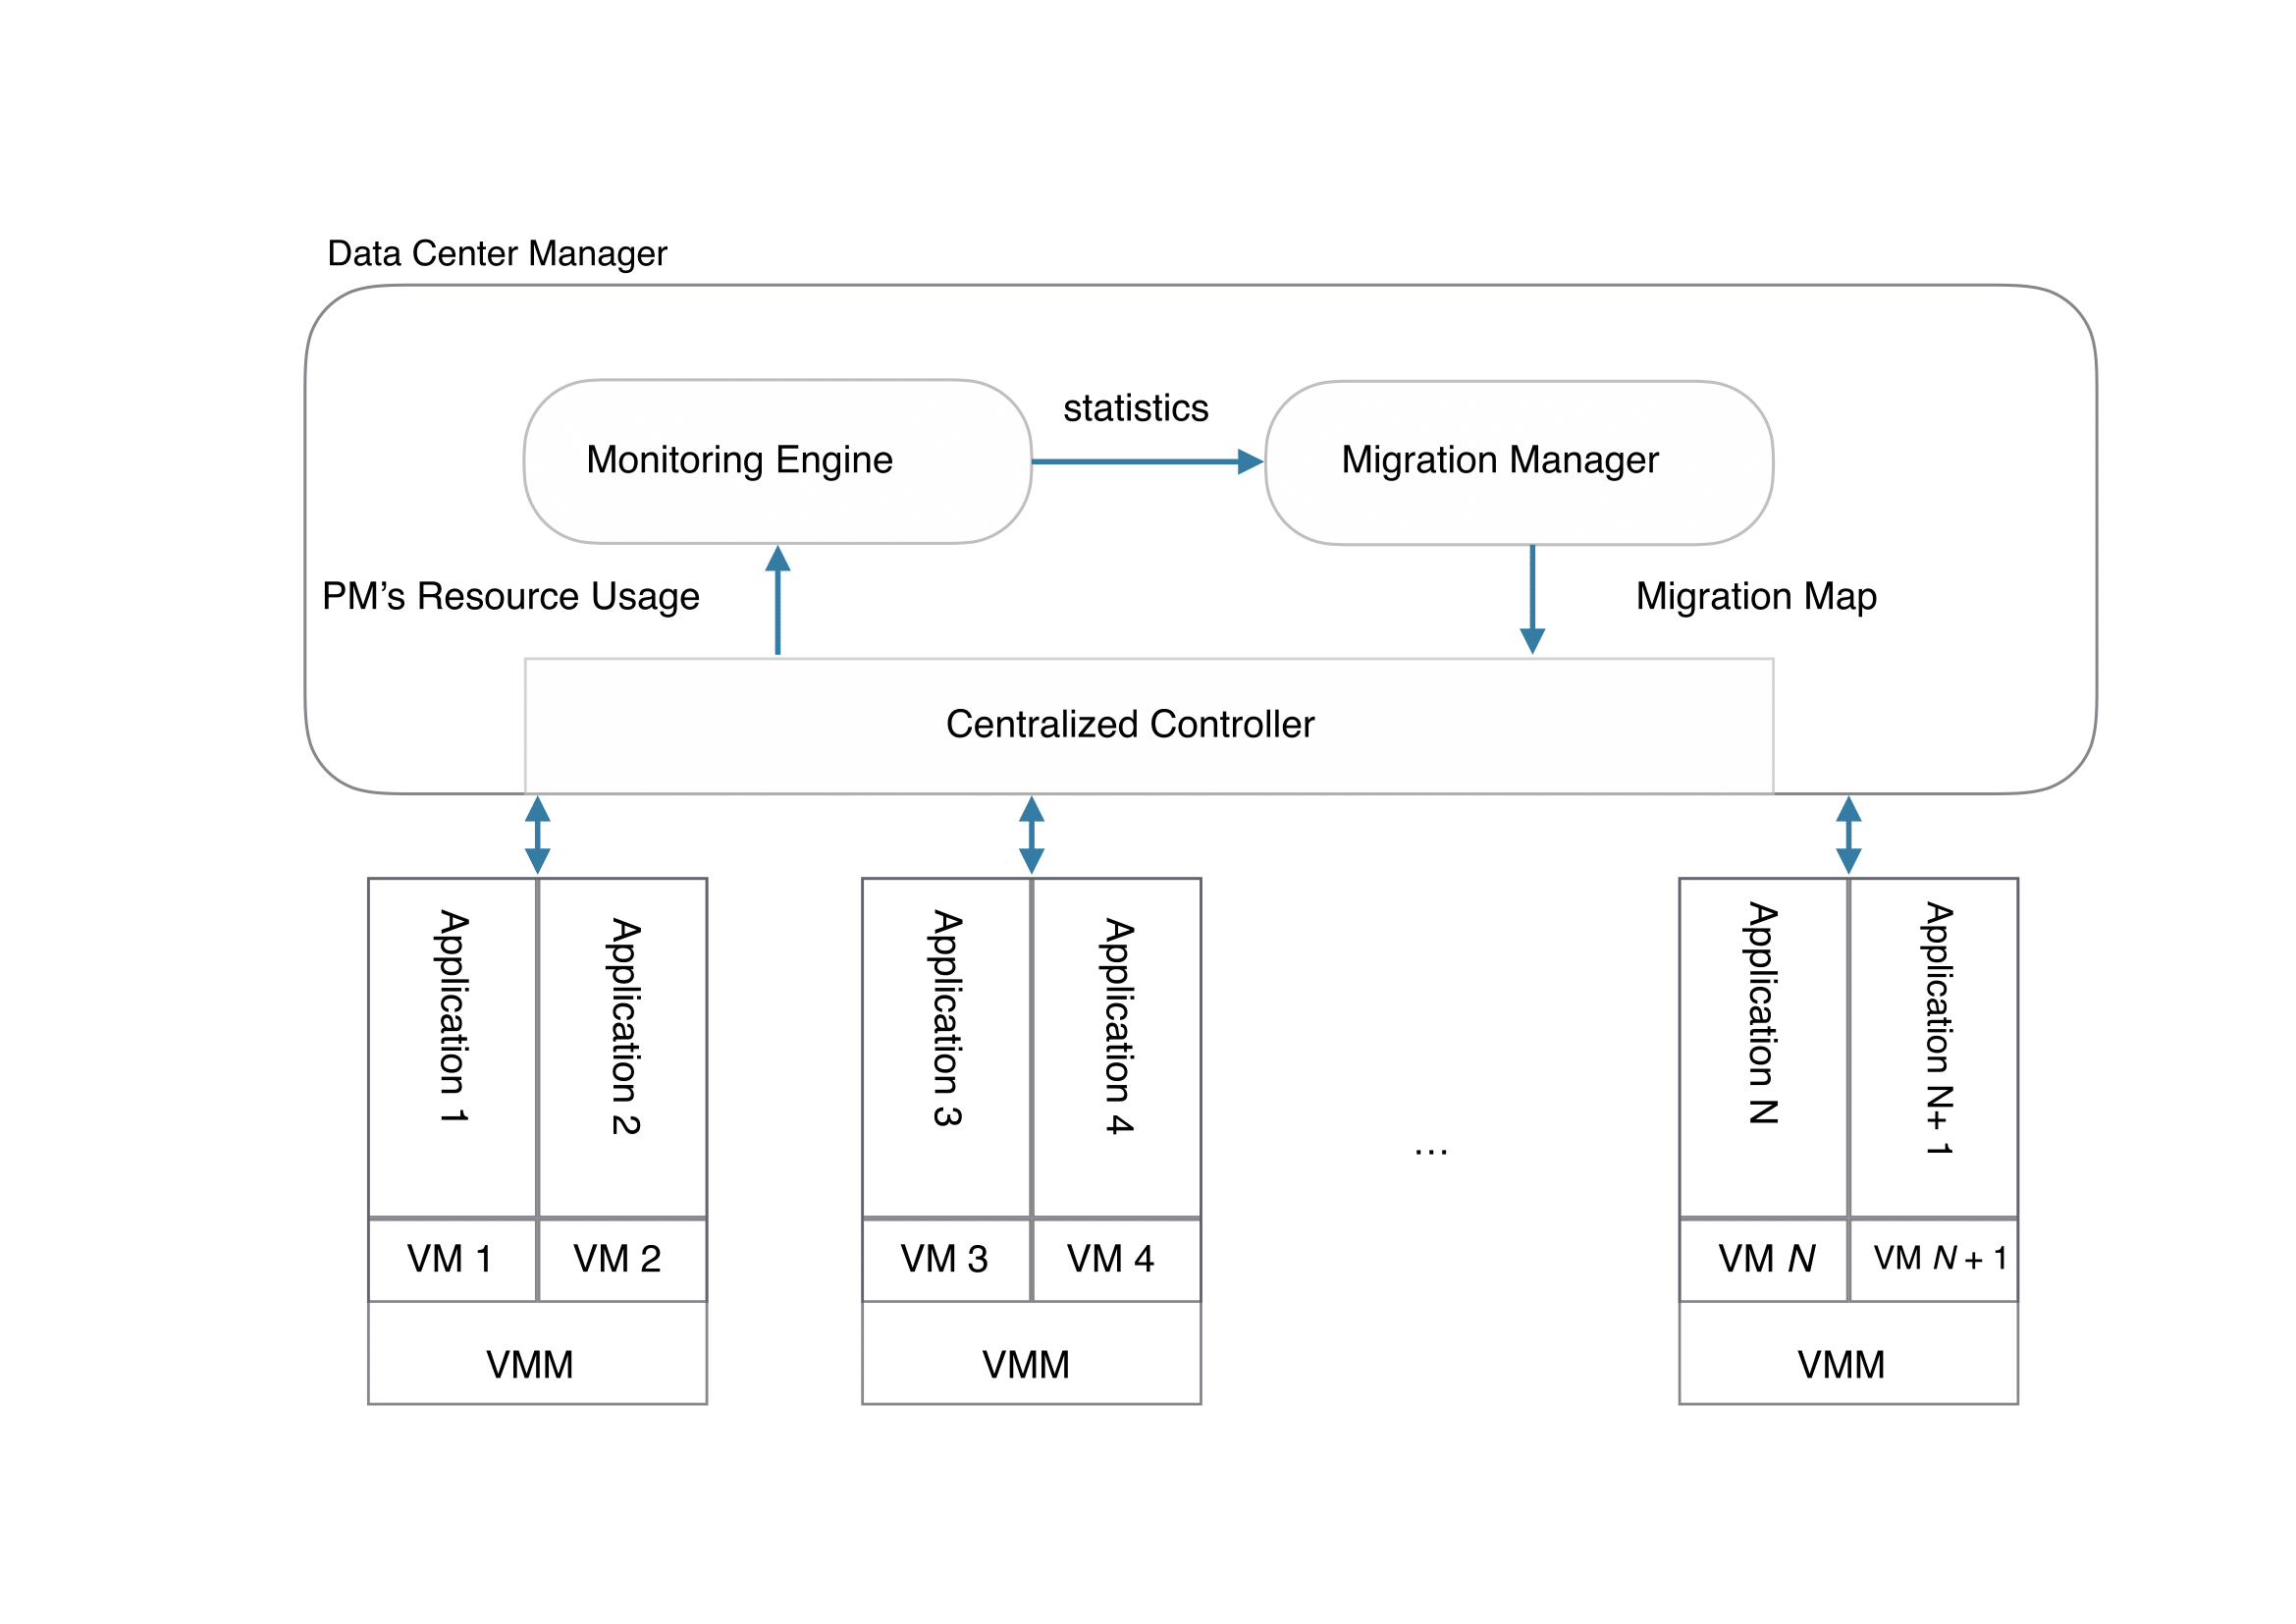 Data Center Manager
statistics
Monitoring Engine
Migration Manager
PM's Resource Usage
Migration Map
Centralized Controller
Application 1
Application 2
Application 3
Application 4
...
Application N
Application N+ 1
VM 1
VM 2
VM 3
VM 4
VM N
VM N + 1
VMM
VMM
VMM